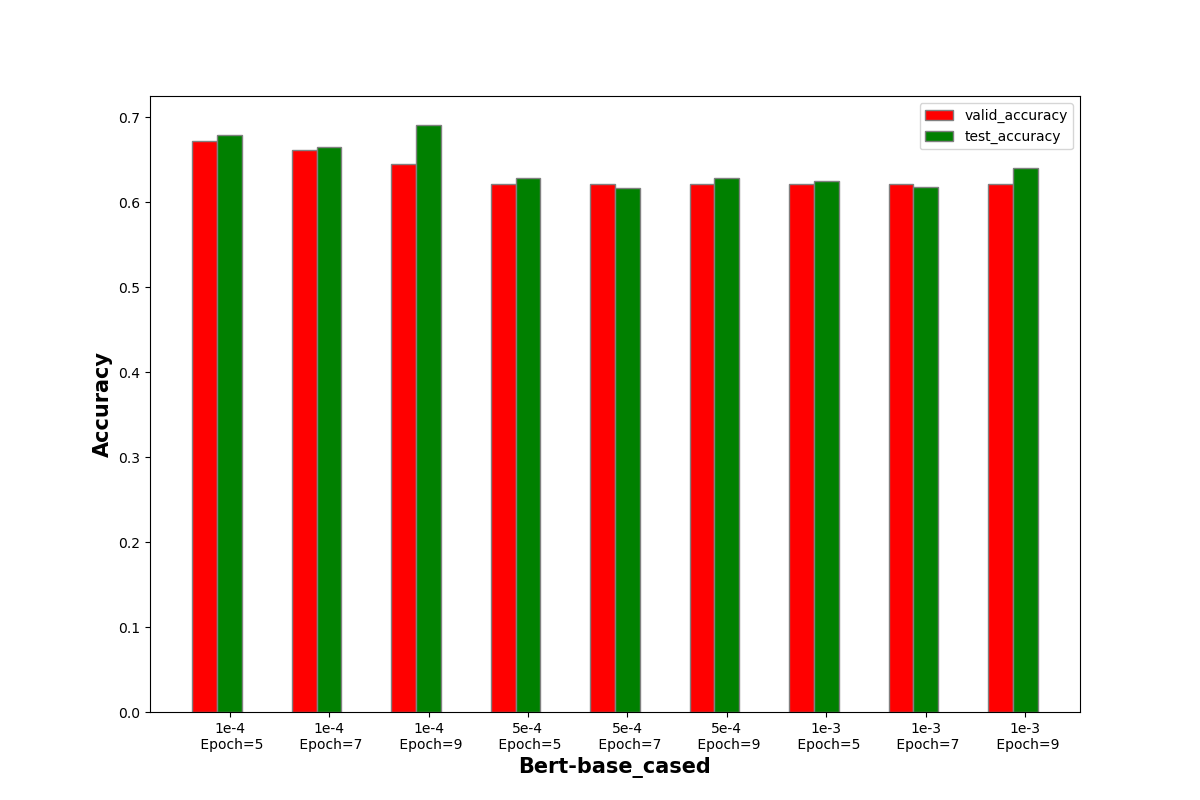 valid_accuracy
test_accuracy
Accuracy
0.7
0.6
0.5
0.4
0.3
0.2
0.1
0.0
1e-4
Epoch=5
1e-4
Epoch=7
1e-4
Epoch=9
5e-4
Epoch=5
5e-4
Epoch=7
5e-4
Epoch=9
1e-3
Epoch=5
1e-3
Epoch=7
1e-3
Epoch=9
Bert-base_cased